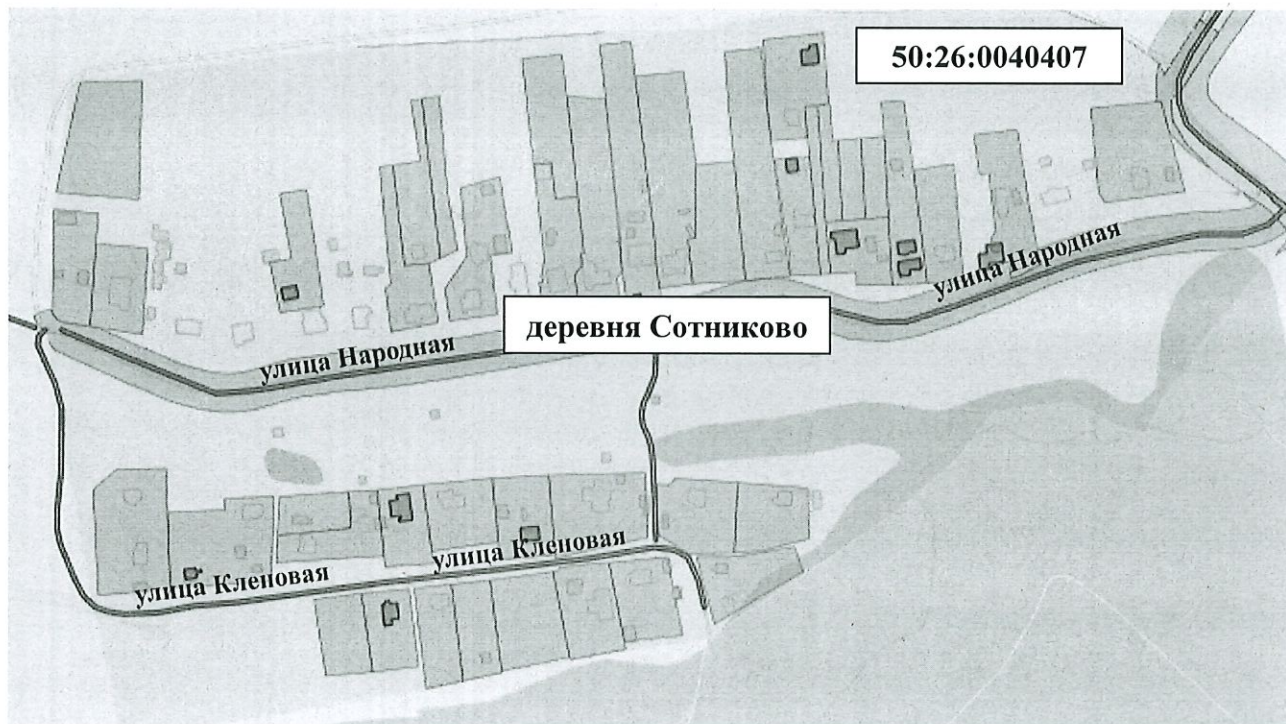 50:26:0040407
улица Народная
деревня Сотниково
улица Народная
улица Кленовая
улица Кленовая